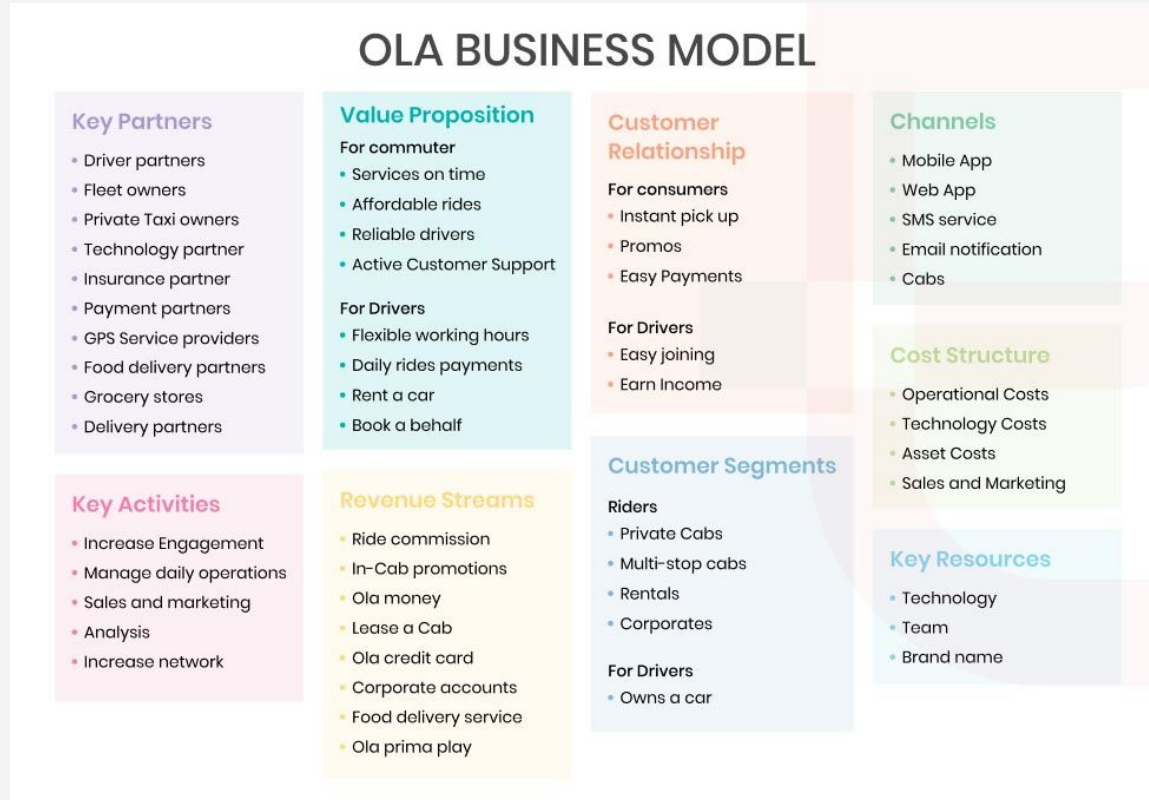 OLA BUSINESS MODEL
Key Partners
• Driver partners
• Fleet owners
• Private Taxi owners
• Technology partner
• Insurance partner
• Payment partners
• GPS Service providers
• Food delivery partners
• Grocery stores
• Delivery partners
Key Activities
• Increase Engagement
• Manage daily operations
• Sales and marketing
• Analysis
• Increase network
Value Proposition
For commuter
• Services on time
• Affordable rides
• Reliable drivers
• Active Customer Support
For Drivers
• Flexible working hours
• Daily rides payments
• Rent a car
• Book a behalf
Revenue Streams
• Ride commission
• In-Cab promotions
• Ola money
• Lease a Cab
• Ola credit card
• Corporate accounts
• Food delivery service
• Ola prima play
Customer
Relationship
For consumers
• Instant pick up
• Promos
• Easy Payments
For Drivers
• Easy joining
• Earn Income
Customer Segments
Riders
• Private Cabs
• Multi-stop cabs
• Rentals
• Corporates
For Drivers
• Owns a car
Channels
• Mobile App
• Web App
• SMS service
• Email notification
• Cabs
Cost Structure
• Operational Costs
• Technology Costs
• Asset Costs
• Sales and Marketing
Key Resources
• Technology
• Team
• Brand name